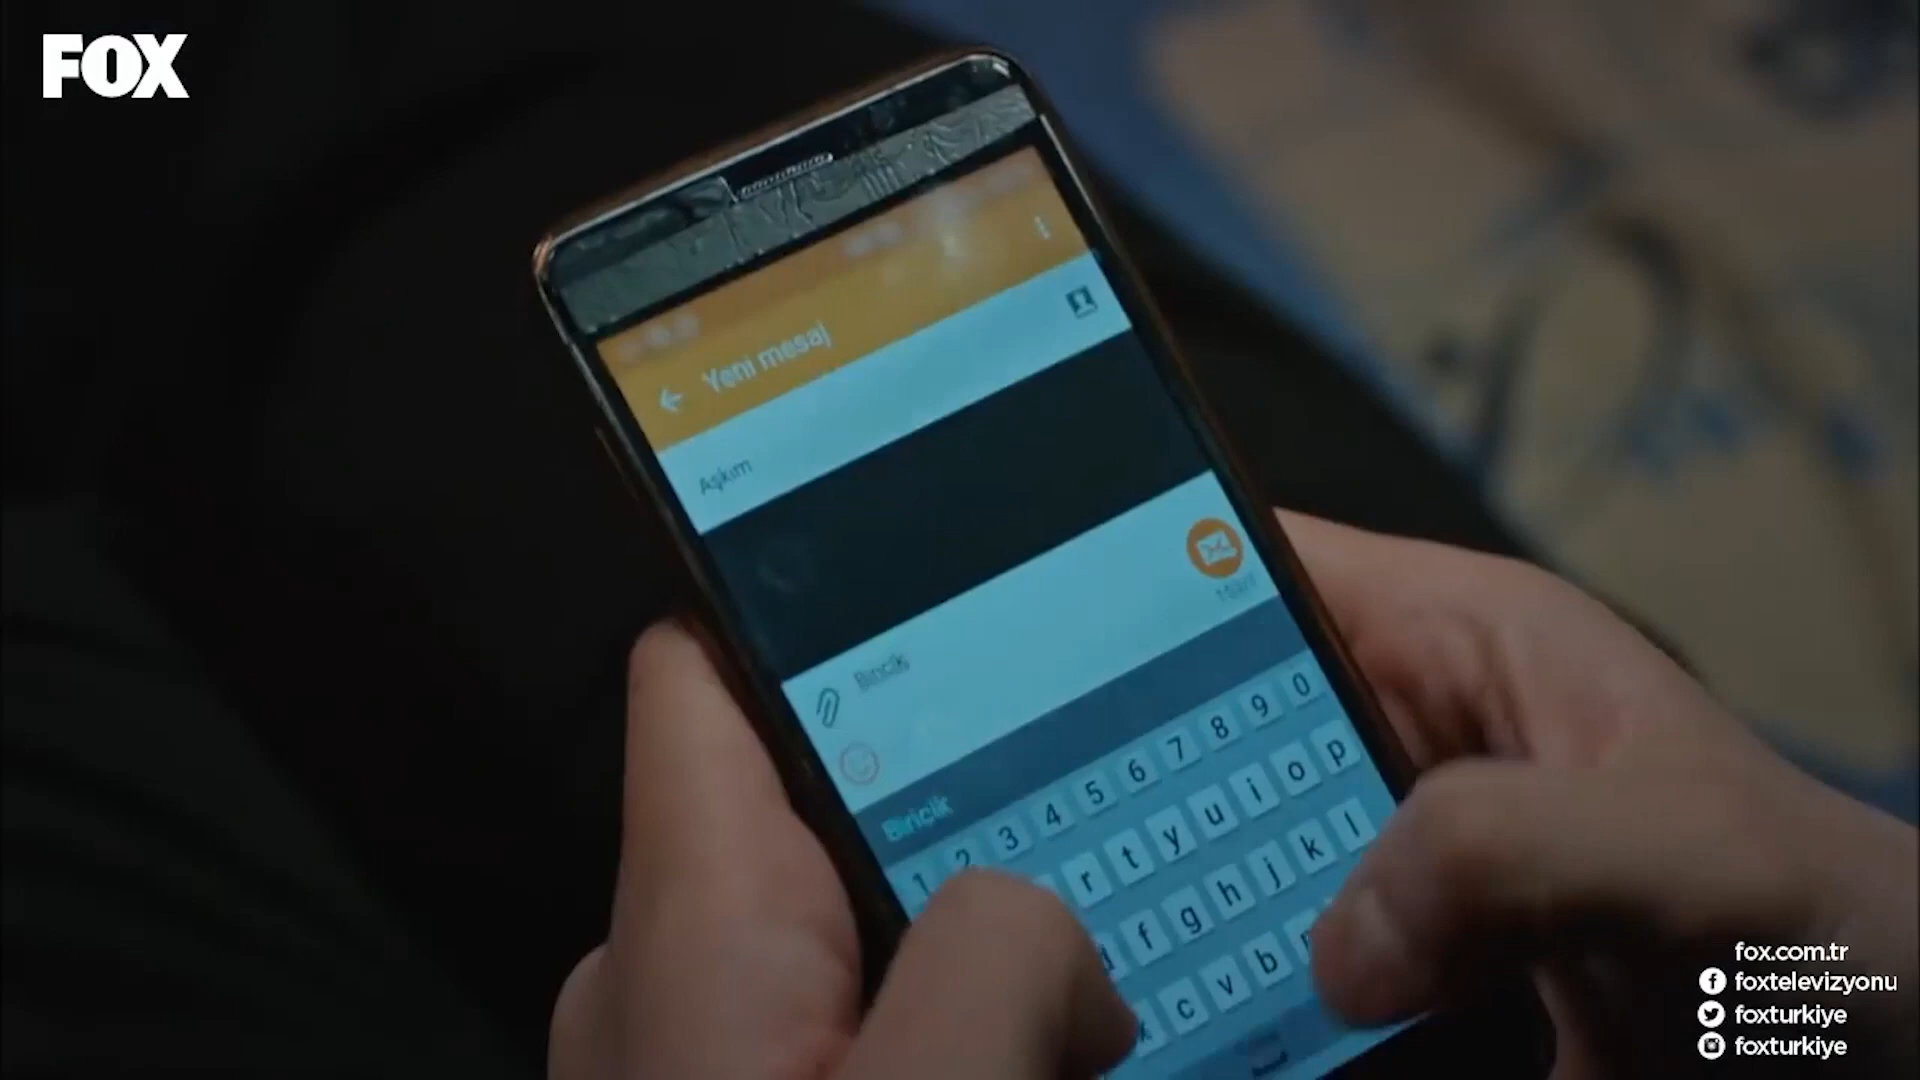 FOX
Yeni mesaj
Aşkım
Bincik
Biricik
1 2 3 4 5 6 7 8 9 0
r t y u i o p
d f g h j k l
x c v b
fox.com.tr
foxtelevizyonu
foxturkiye
foxturkiye